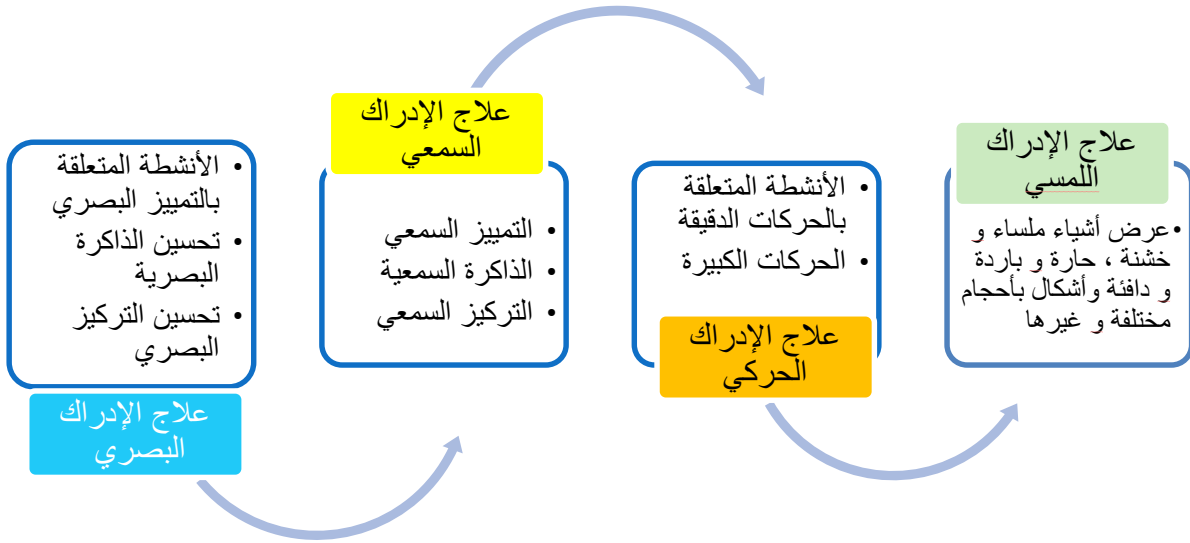 • الأنشطة المتعلقة
بالتمييز البصري
• تحسين الذاكرة
البصرية
• تحسين التركيز
البصري
علاج الإدراك
البصري
علاج الإدراك
السمعي
• التمييز السمعي
• الذاكرة السمعية
• التركيز السمعي
• الأنشطة المتعلقة
بالحركات الدقيقة
• الحركات الكبيرة
علاج الإدراك
الحركي
علاج الإدراك
اللمسي
• عرض أشياء ملساء و
خشنة ، حارة و باردة
و دافئة وأشكال بأحجام
مختلفة و غيرها